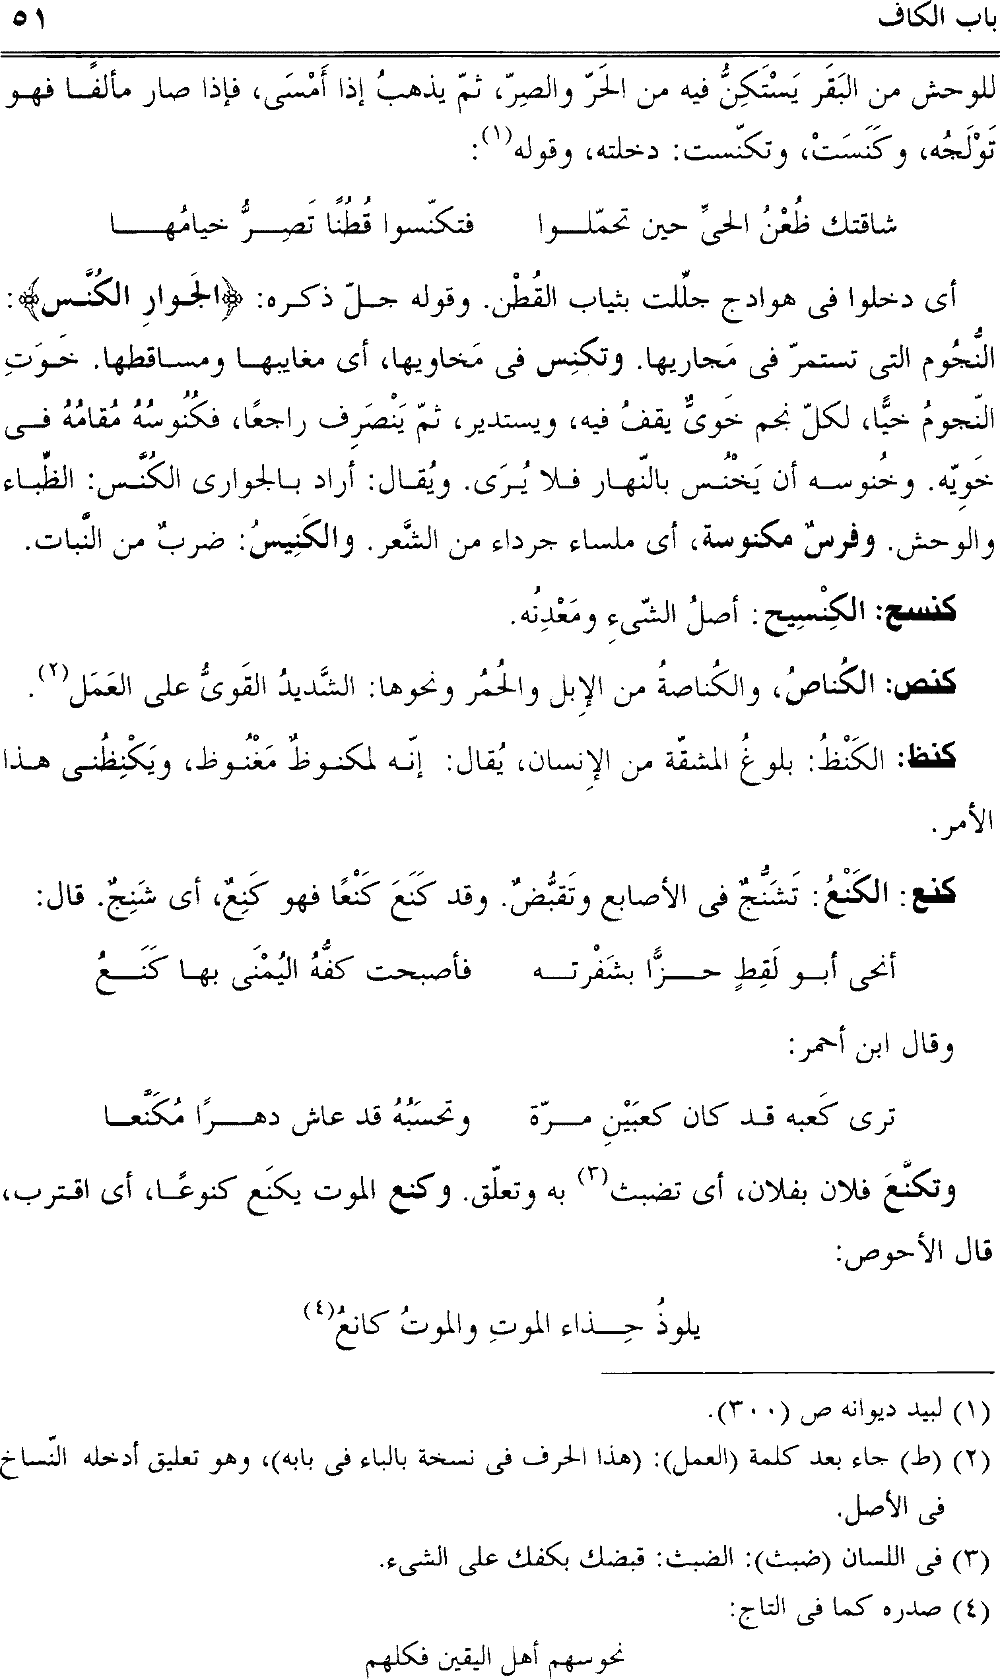 باب الكاف ٥١
للوحش من البَقَر يَسْتَكِنُّ فيه من الحَرّ والصِرّ، ثمّ يذهبُ إذا أَمْسَى، فإذا صار مألفًا فهو
تَوْلَجُه، وكَنَسَتْ، وتكنّست: دخلته، وقوله(١):
شاقتك ظُعْنُ الحىِّ حين تحمّلوا فتكنّسوا قُطُنًا تَصِرُّ خيامُها
أى دخلوا فى هوادج جلّلت بثياب القُطْن. وقوله جلّ ذكره: ﴿الجَوارِ الكُنَّس﴾:
النُّجُوم التى تستمرّ فى مَجاريها. وتكنِس فى مَخاويها، أى مغايبها ومساقطها. خَوَتِ
النّجومُ خيًّا، لكلّ نجم خَوىٌّ يقفُ فيه، ويستدير، ثمّ يَنْصَرِف راجعًا، فكُنُوسُهُ مُقامُهُ فى
خَوِيّه. وخُنوسه أن يَخْنُس بالنّهار فلا يُرَى. ويُقال: أراد بالجوارى الكُنَّس: الظِّباء
والوحش. وفرسٌ مكنوسة، أى ملساء جرداء من الشَّعر. والكَنِيسُ: ضربٌ من النَّبات.
كنسح: الكِنْسِيح: أصلُ الشّىءِ ومَعْدِنُه.
كنص: الكُناصُ، والكُناصةُ من الإبل والحُمُر ونحوها: الشَّديدُ القَوىُّ على العَمَل(٢).
كنظ: الكَنْظُ: بلوغُ المشقّة من الإِنسان، يُقال: إنّه لمكنوظٌ مَغْنُوظ، ويَكْنِظُنى هذا
الأمر.
كنع: الكَنْعُ: تَشَنُّجٌ فى الأصابع وتَقبُّضٌ. وقد كَنَعَ كَنْعًا فهو كَنِعٌ، أى شَنِجٌ. قال:
أنحى أبو لَقِطٍ حزًّا بشَفْرته فأصبحت كفُّهُ اليُمْنَى بها كَنَعُ
وقال ابن أحمر:
ترى كَعبه قد كان كعبَيْنِ مرّة وتحسَبُهُ قد عاش دهرًا مُكَنَّعا
وتكنَّعَ فلان بفلان، أى تضبث(٣) به وتعلّق. وكنع الموت يكنَع كنوعًا، أى اقترب،
قال الأحوص:
يلوذُ حِذاء الموتِ والموتُ كانعُ(٤)
(١) لبيد ديوانه ص (٣٠٠).
(٢) (ط) جاء بعد كلمة (العمل): (هذا الحرف فى نسخة بالباء فى بابه)، وهو تعليق أدخله النّساخ
فى الأصل.
(٣) فى اللسان (ضبث): الضبث: قبضك بكفك على الشىء.
(٤) صدره كما فى التاج:
نحوسهم أهل اليقين فكلهم